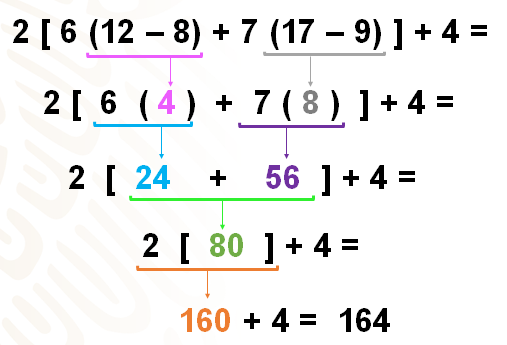 2 [ 6 (12 – 8) + 7 (17 – 9) ] + 4 =
2 [ 6 ( 4 ) + 7 ( 8 ) ] + 4 =
2 [ 24 + 56 ] + 4 =
2 [ 80 ] + 4 =
160 + 4 = 164